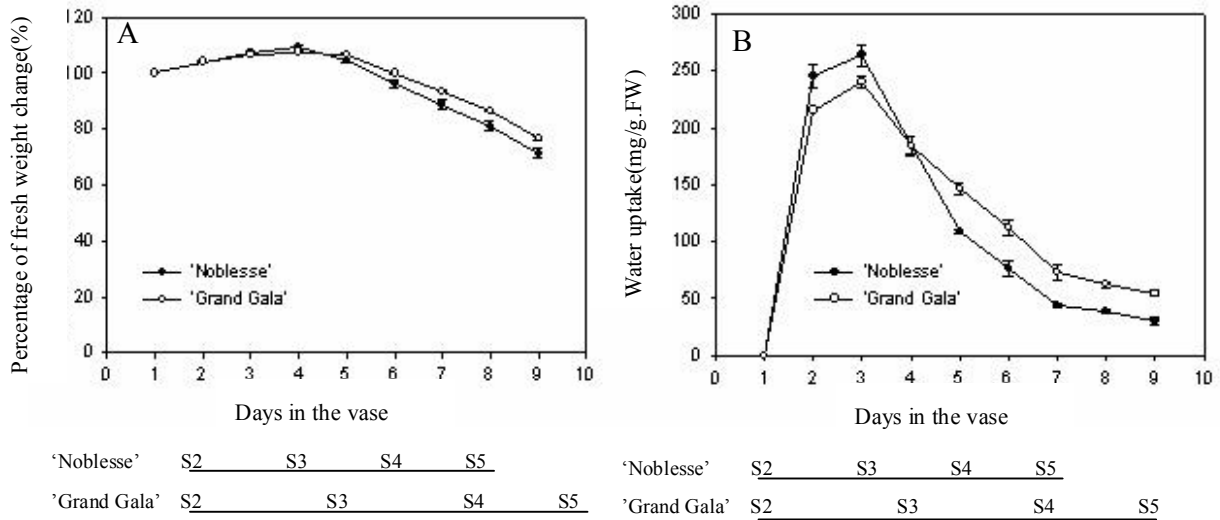 A
Percentage of fresh weight change(%)
120
100
80
60
40
20
0
'Noblesse'
'Grand Gala'
0 1 2 3 4 5 6 7 8 9 10
Days in the vase
‘Noblesse’ S2 S3 S4 S5
’Grand Gala’ S2 S3 S4 S5
B
Water uptake(mg/g.FW)
300
250
200
150
100
50
0
'Noblesse'
'Grand Gala'
0 1 2 3 4 5 6 7 8 9 10
Days in the vase
‘Noblesse’ S2 S3 S4 S5
’Grand Gala’ S2 S3 S4 S5